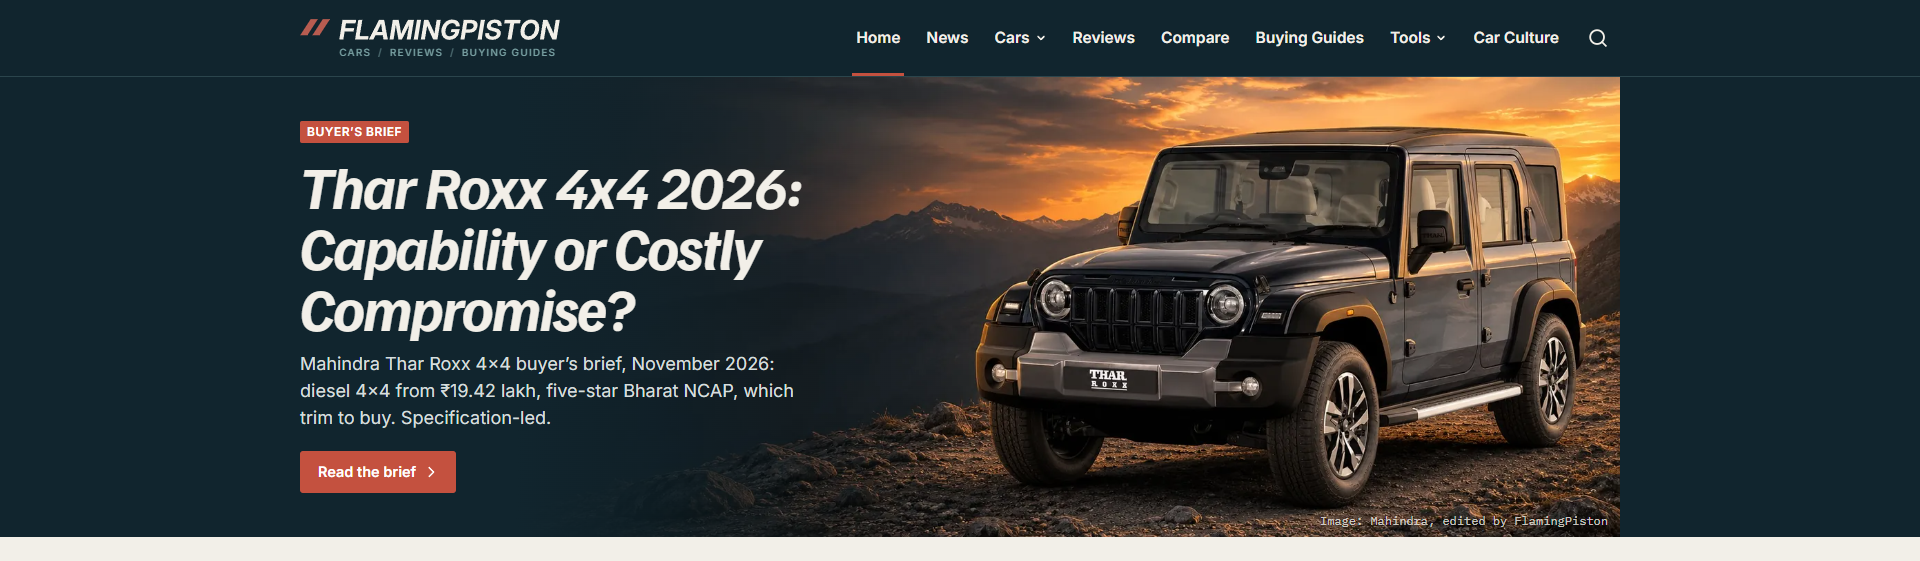 FLAMINGPISTON
CARS / REVIEWS / BUYING GUIDES
Home News Cars Reviews Compare Buying Guides Tools Car Culture
BUYER’S BRIEF
Thar Roxx 4x4 2026:
Capability or Costly
Compromise?
Mahindra Thar Roxx 4×4 buyer’s brief, November 2026:
diesel 4×4 from ₹19.42 lakh, five-star Bharat NCAP, which
trim to buy. Specification-led.
Read the brief
THAR
ROXX
Image: Mahindra, edited by FlamingPiston